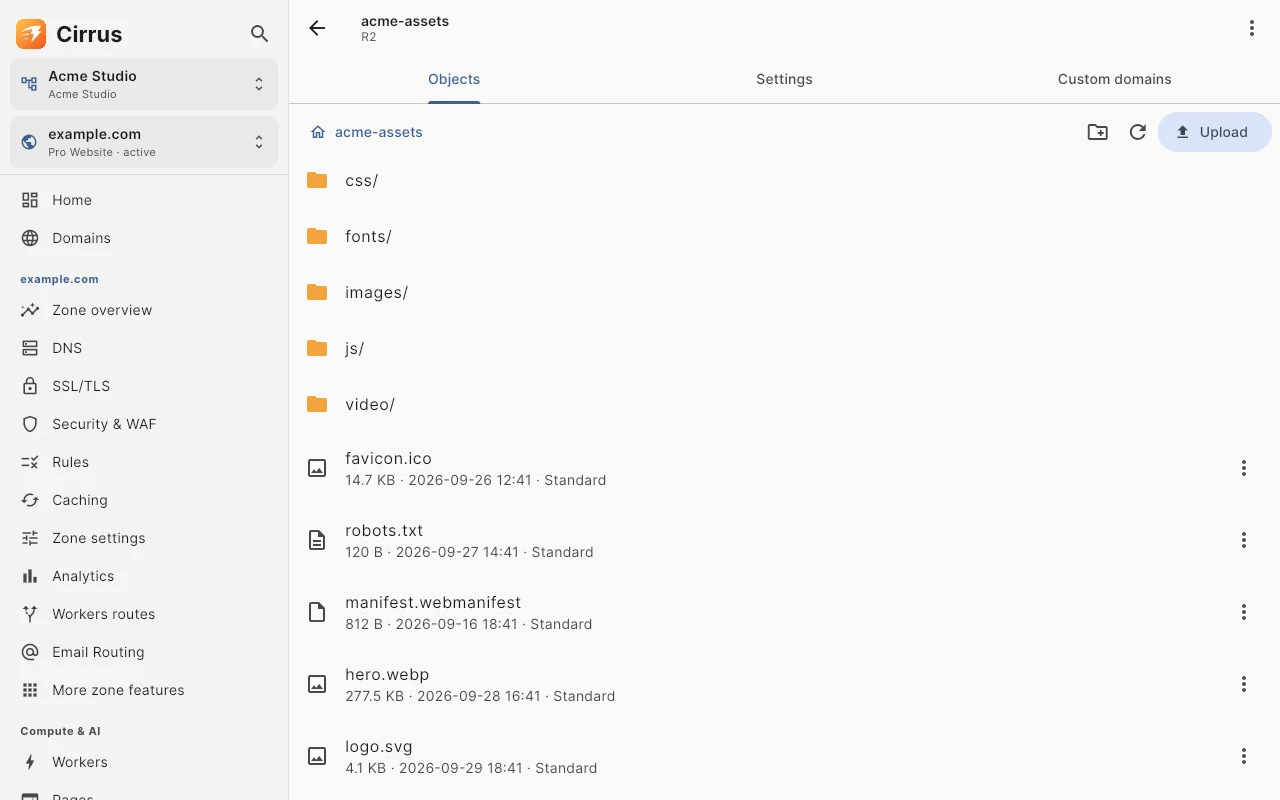 Cirrus
Acme Studio
Acme Studio
example.com
Pro Website · active
Home
Domains
example.com
Zone overview
DNS
SSL/TLS
Security & WAF
Rules
Caching
Zone settings
Analytics
Workers routes
Email Routing
More zone features
Compute & AI
Workers
Pages
acme-assets
R2
Objects
Settings
Custom domains
acme-assets
Upload
css/
fonts/
images/
js/
video/
favicon.ico
14.7 KB · 2026-09-26 12:41 · Standard
robots.txt
120 B · 2026-09-27 14:41 · Standard
manifest.webmanifest
812 B · 2026-09-16 18:41 · Standard
hero.webp
277.5 KB · 2026-09-28 16:41 · Standard
logo.svg
4.1 KB · 2026-09-29 18:41 · Standard